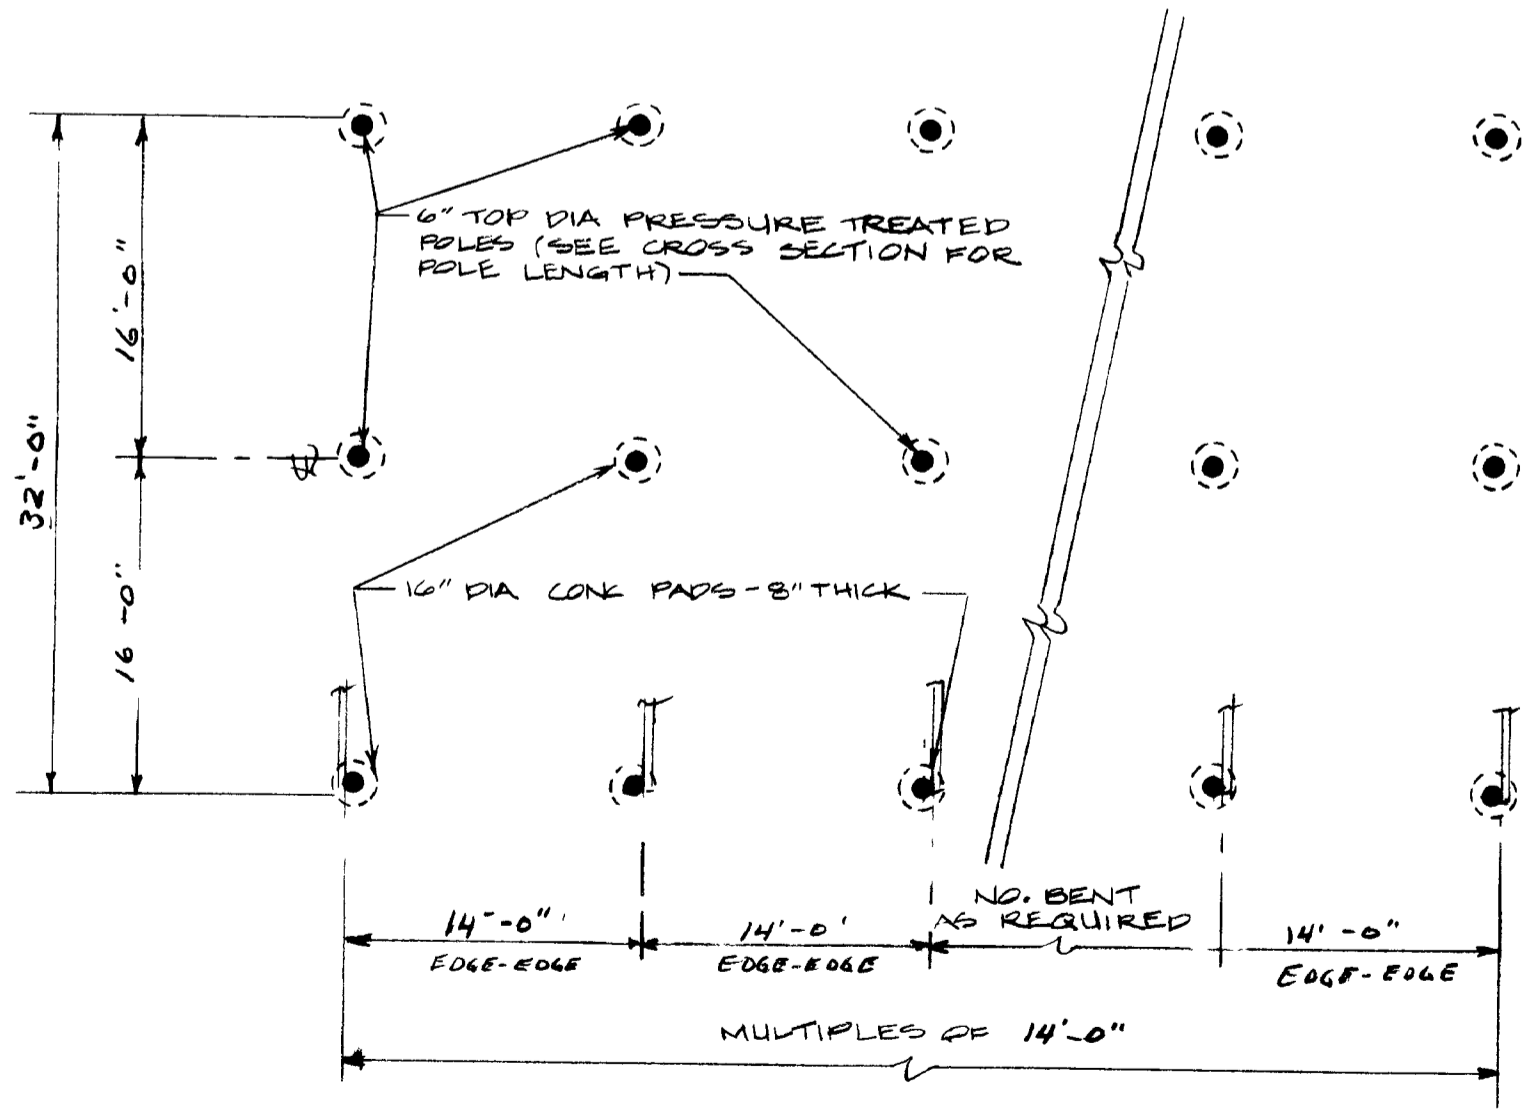 6" TOP DIA PRESSURE TREATED
POLES (SEE CROSS SECTION FOR
POLE LENGTH)
16'-0"
32'-0"
16"DIA CONC PADS-8"THICK
16'-0"
NO. BENT
AS REQUIRED
14'-0"
14'-0'
14'-0"
EDGE-EDGE
EDGE-EDGE
EDGE-EDGE
MULTIPLES OF 14'-0"